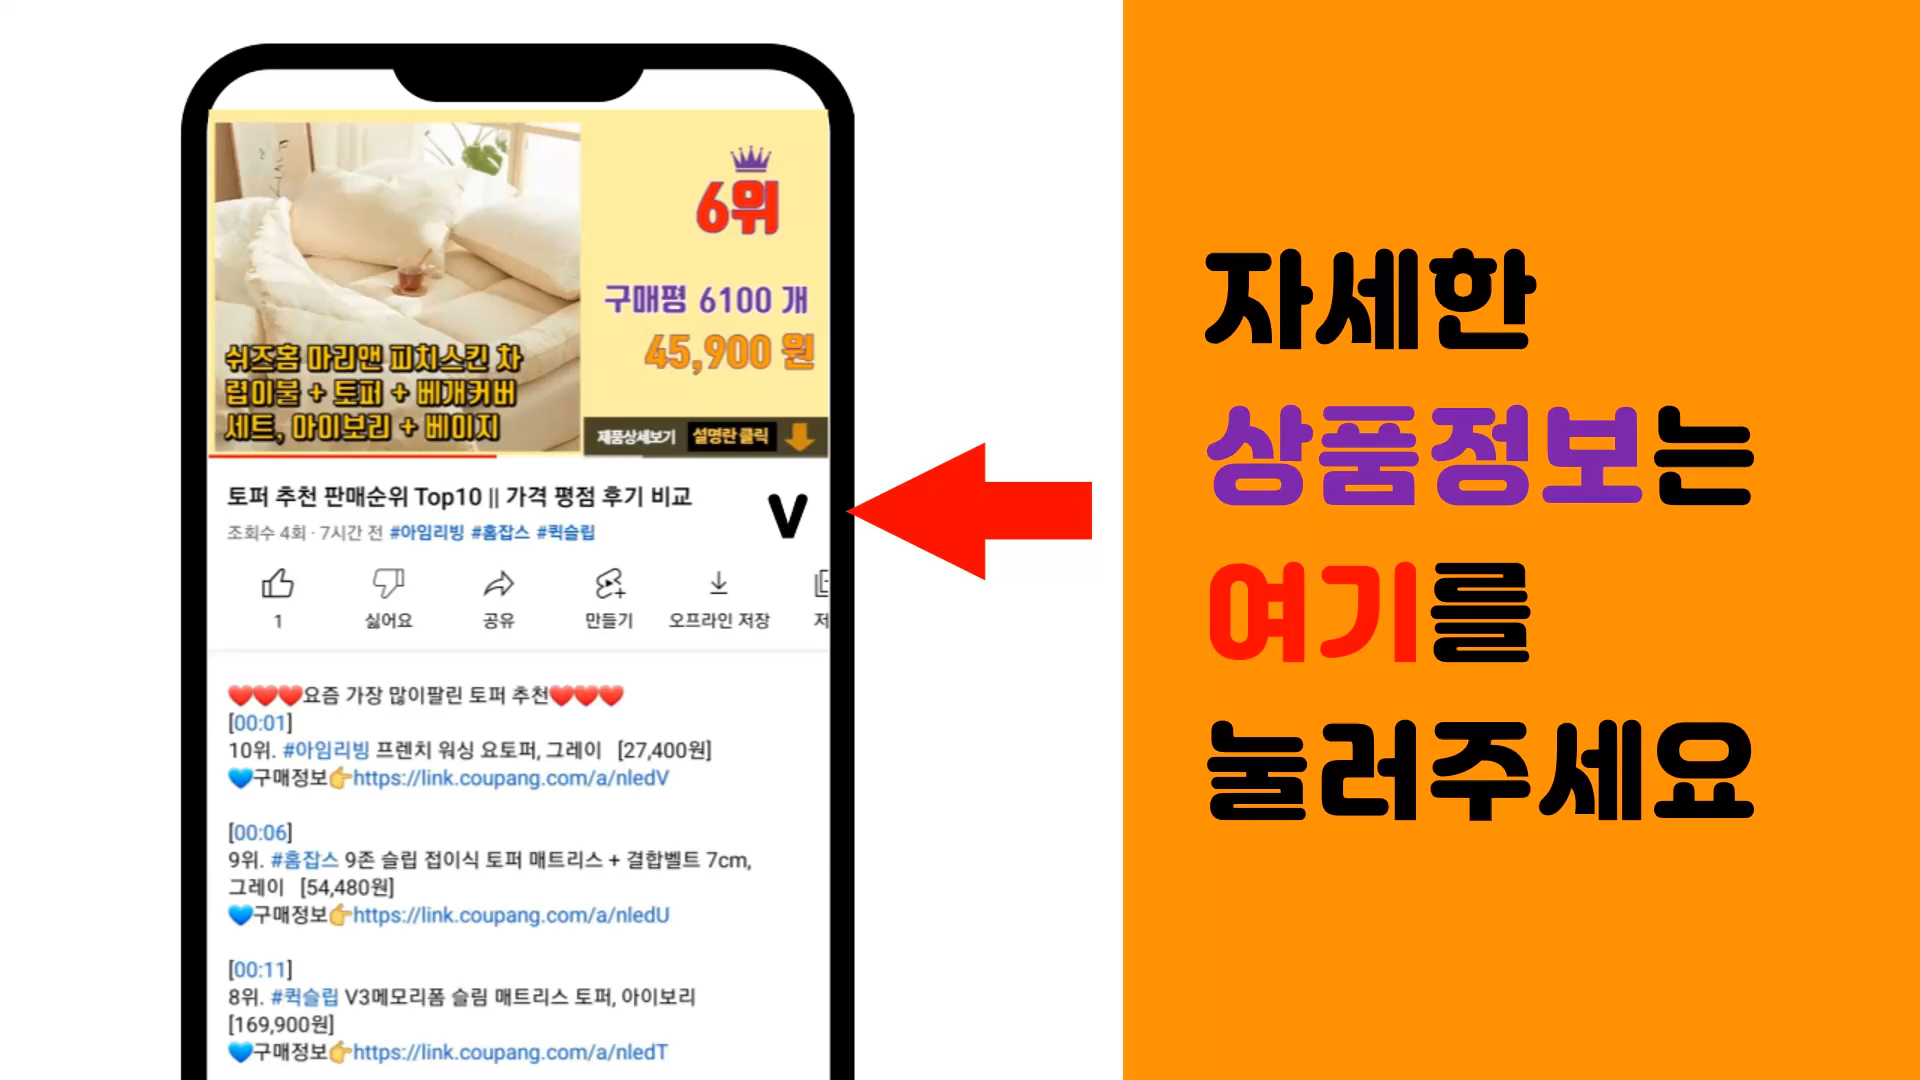 6위
구매평 6100 개
45,900 원
쉬즈홈 마리앤 피치스킨 차
렵이불 + 토퍼 + 베개커버
세트, 아이보리 + 베이지
제품상세보기 설명란 클릭
토퍼 추천 판매순위 Top10 || 가격 평점 후기 비교
V
조회수 4회 · 7시간 전 #아임리빙 #홈잡스 #퀵슬립
1 싫어요 공유 만들기 오프라인 저장 저
❤️❤️❤️요즘 가장 많이팔린 토퍼 추천❤️❤️❤️
[00:01]
10위. #아임리빙 프렌치 워싱 요토퍼, 그레이 [27,400원]
💙구매정보👉https://link.coupang.com/a/nledV
[00:06]
9위. #홈잡스 9존 슬립 접이식 토퍼 매트리스 + 결합벨트 7cm,
그레이 [54,480원]
💙구매정보👉https://link.coupang.com/a/nledU
[00:11]
8위. #퀵슬립 V3메모리폼 슬림 매트리스 토퍼, 아이보리
[169,900원]
💙구매정보👉https://link.coupang.com/a/nledT
자세한
상품정보는
여기를
눌러주세요